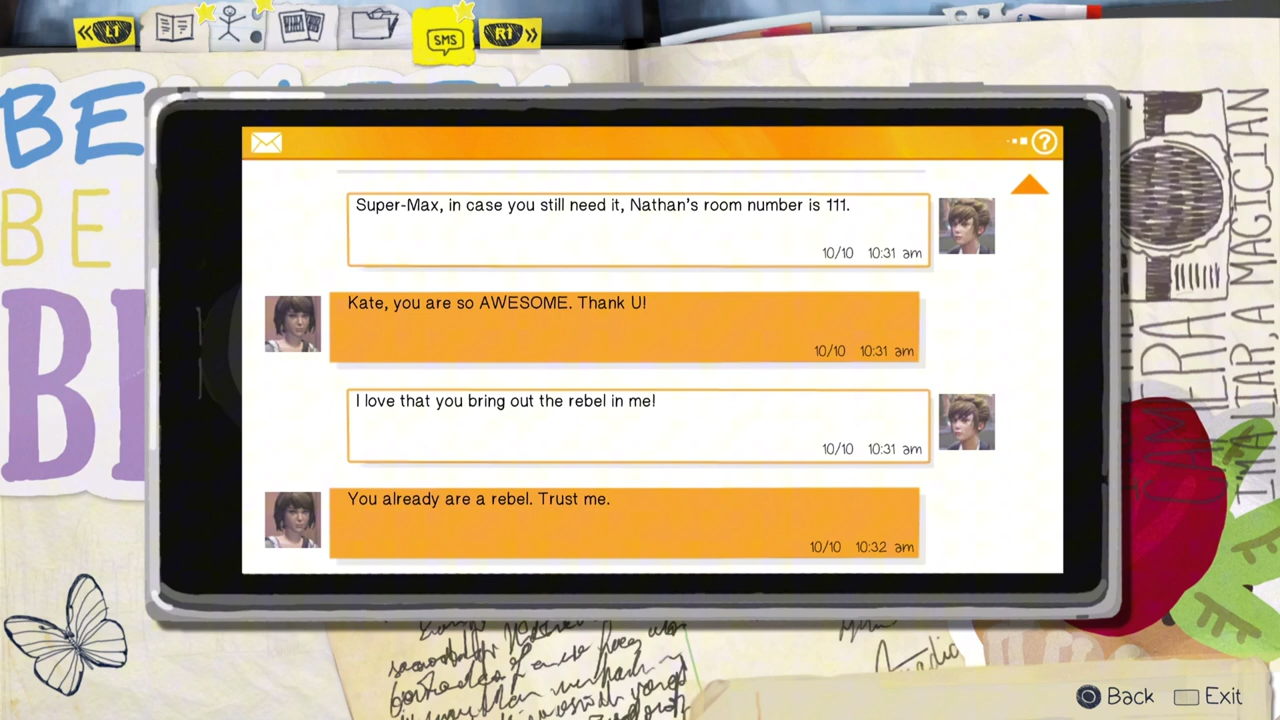 L1
SMS
R1
BE
BE
BE
Super-Max, in case you still need it, Nathan's room number is 111.
10/10 10:31 am
Kate, you are so AWESOME. Thank U!
10/10 10:31 am
I love that you bring out the rebel in me!
10/10 10:31 am
You already are a rebel. Trust me.
10/10 10:32 am
?
CAMERA
I'M A LIAR, A MAGICIAN
Back
Exit